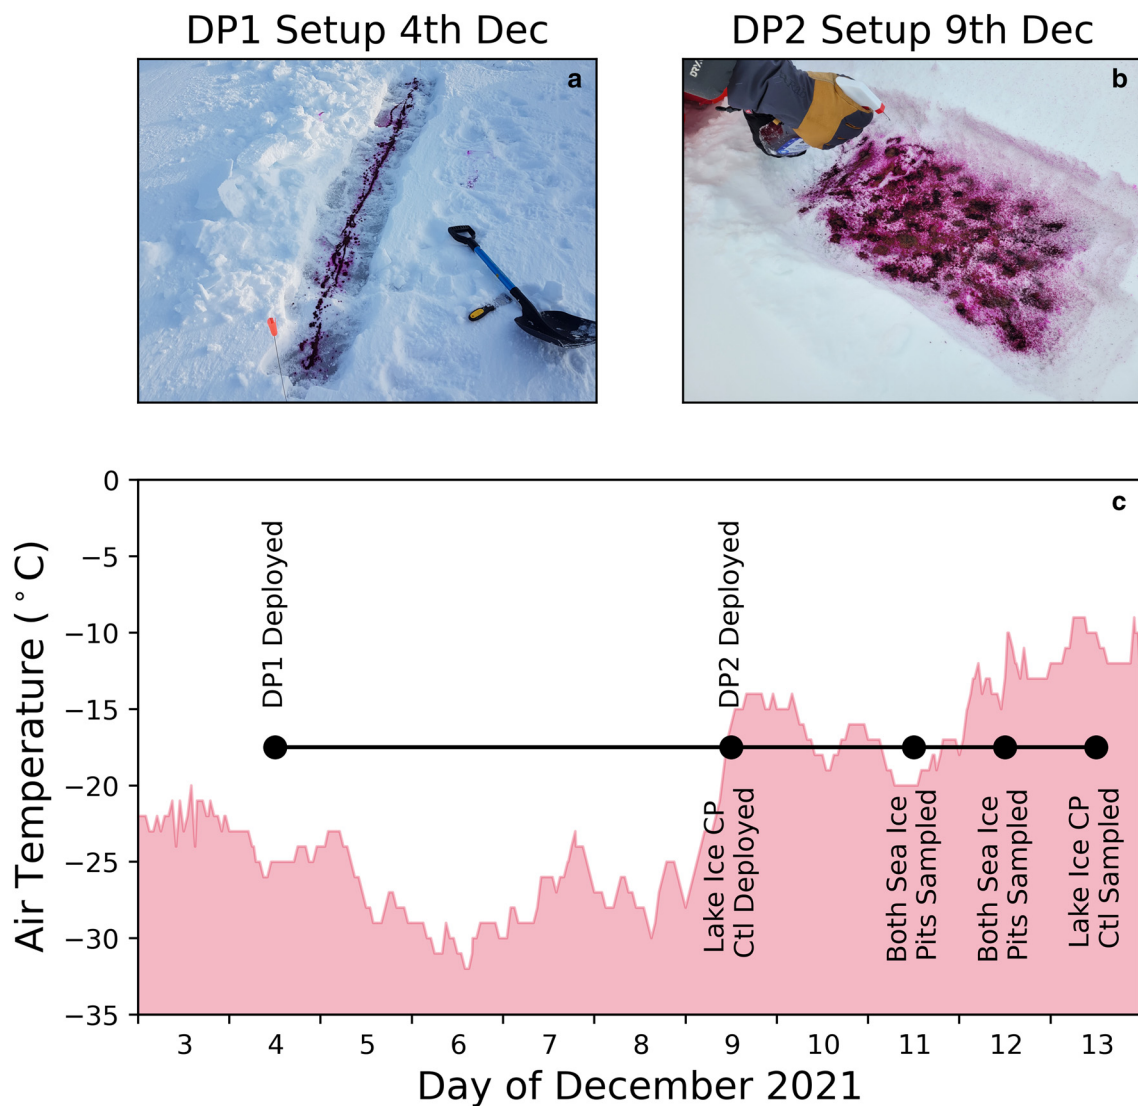 DP1 Setup 4th Dec
DP2 Setup 9th Dec
a
b
c
0
−5
−10
−15
−20
−25
−30
−35
Air Temperature (°C)
DP1 Deployed
DP2 Deployed
Lake Ice CP
Ctl Deployed
Both Sea Ice
Pits Sampled
Both Sea Ice
Pits Sampled
Lake Ice CP
Ctl Sampled
3 4 5 6 7 8 9 10 11 12 13
Day of December 2021